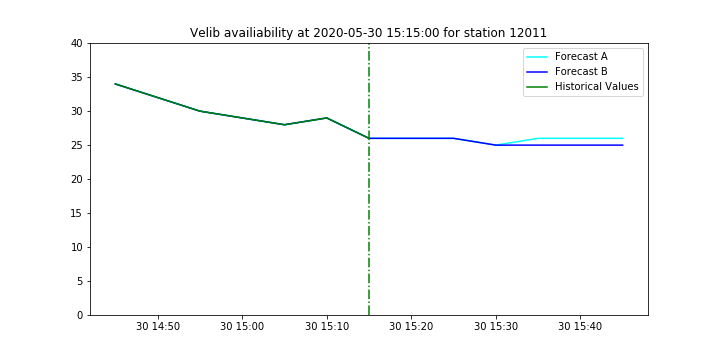 Velib availiability at 2020-05-30 15:15:00 for station 12011
40
35
30
25
20
15
10
5
0
Forecast A
Forecast B
Historical Values
30 14:50 30 15:00 30 15:10 30 15:20 30 15:30 30 15:40